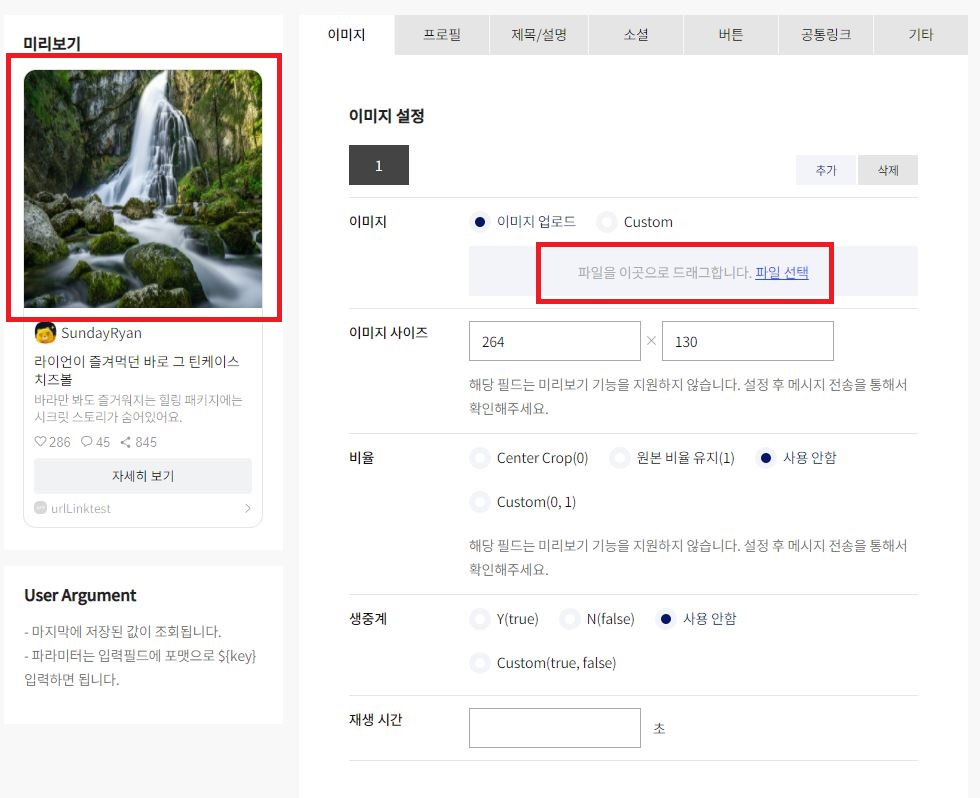 미리보기
SundayRyan
라이언이 즐겨먹던 바로 그 틴케이스
치즈볼
바라만 봐도 즐거워지는 힐링 패키지에는
시크릿 스토리가 숨어있어요.
286 45 845
자세히 보기
urlLinktest
User Argument
- 마지막에 저장된 값이 조회됩니다.
- 파라미터는 입력필드에 포맷으로 ${key}
입력하면 됩니다.
이미지 프로필 제목/설명 소셜 버튼 공통링크 기타
이미지 설정
1 추가 삭제
이미지 이미지 업로드 Custom
파일을 이곳으로 드래그합니다. 파일 선택
이미지 사이즈 264 × 130
해당 필드는 미리보기 기능을 지원하지 않습니다. 설정 후 메시지 전송을 통해서
확인해주세요.
비율 Center Crop(0) 원본 비율 유지(1) 사용 안함
Custom(0, 1)
해당 필드는 미리보기 기능을 지원하지 않습니다. 설정 후 메시지 전송을 통해서
확인해주세요.
생중계 Y(true) N(false) 사용 안함
Custom(true, false)
재생 시간 초